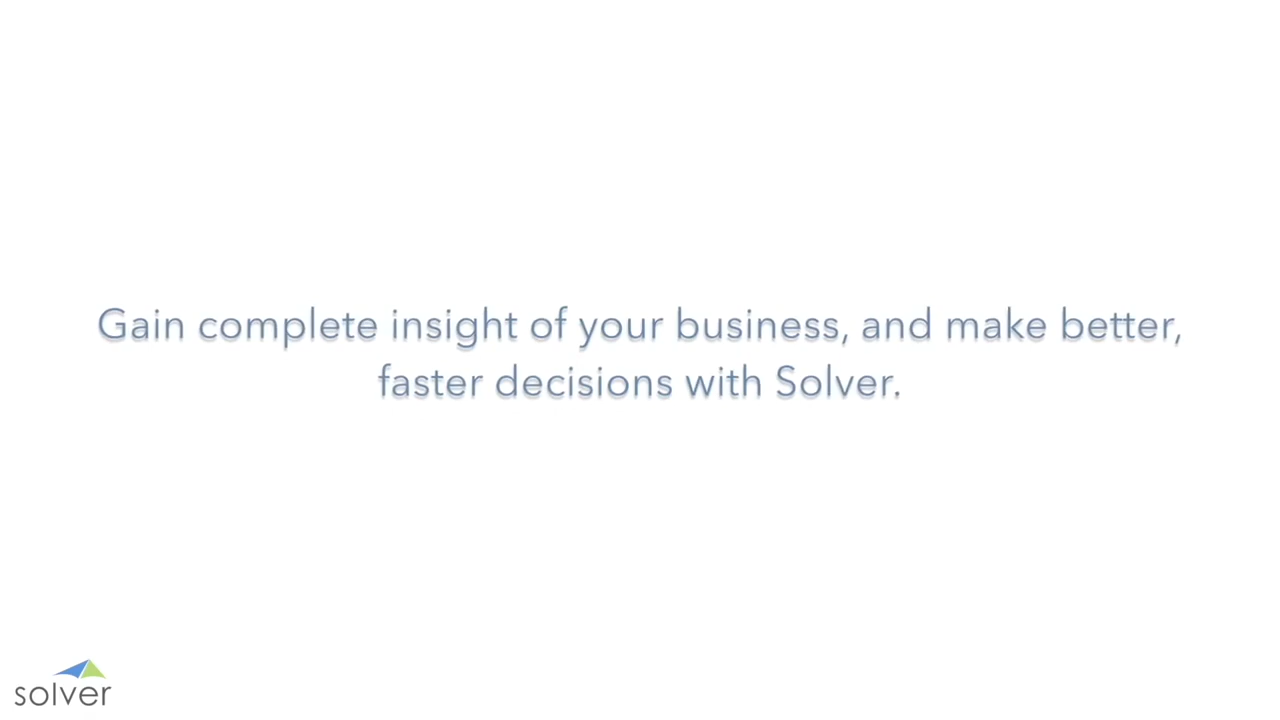 Gain complete insight of your business, and make better,
faster decisions with Solver.
solver